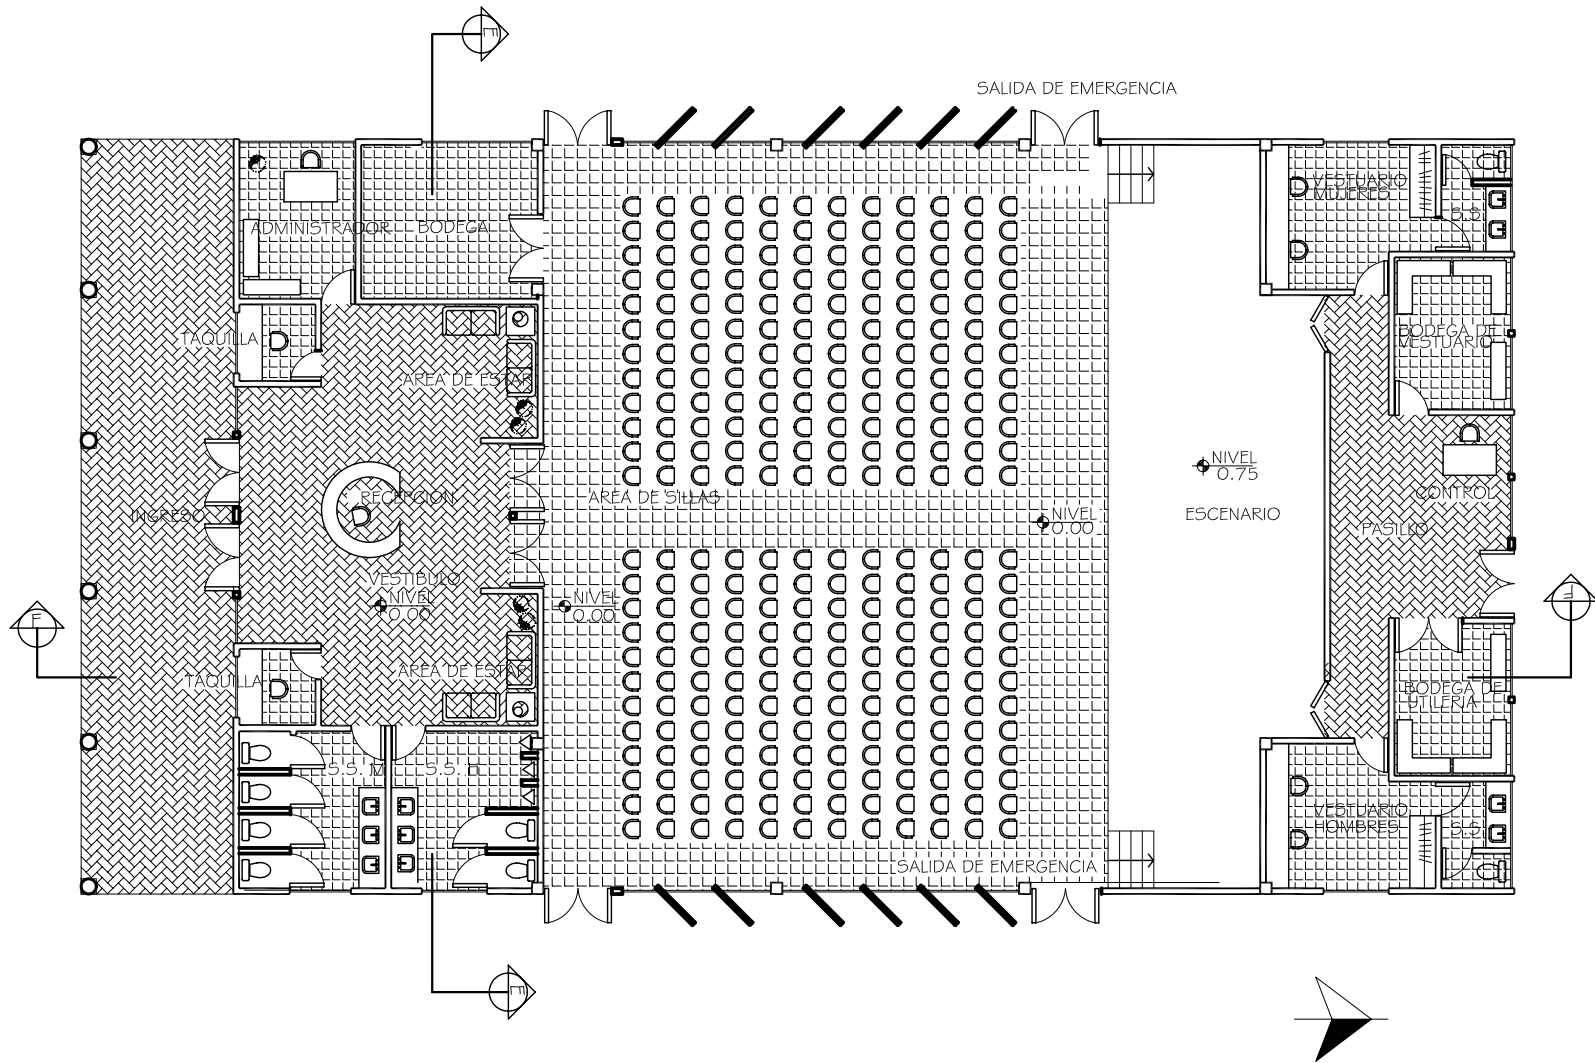 E
SALIDA DE EMERGENCIA
VESTUARIO
MUJERES
S.S.
ADMINISTRADOR
BODEGA
TAQUILLA
BODEGA DE
VESTUARIO
AREA DE ESTAR
NIVEL
0.75
RECEPCION
AREA DE SILLAS
CONTROL
INGRESO
ESCENARIO
NIVEL
0.00
PASILLO
VESTIBULO
NIVEL
0.00
NIVEL
0.00
F
F
AREA DE ESTAR
TAQUILLA
BODEGA DE
UTILERIA
S.S. M
S.S. H
VESTUARIO
HOMBRES
S.S.
SALIDA DE EMERGENCIA
E